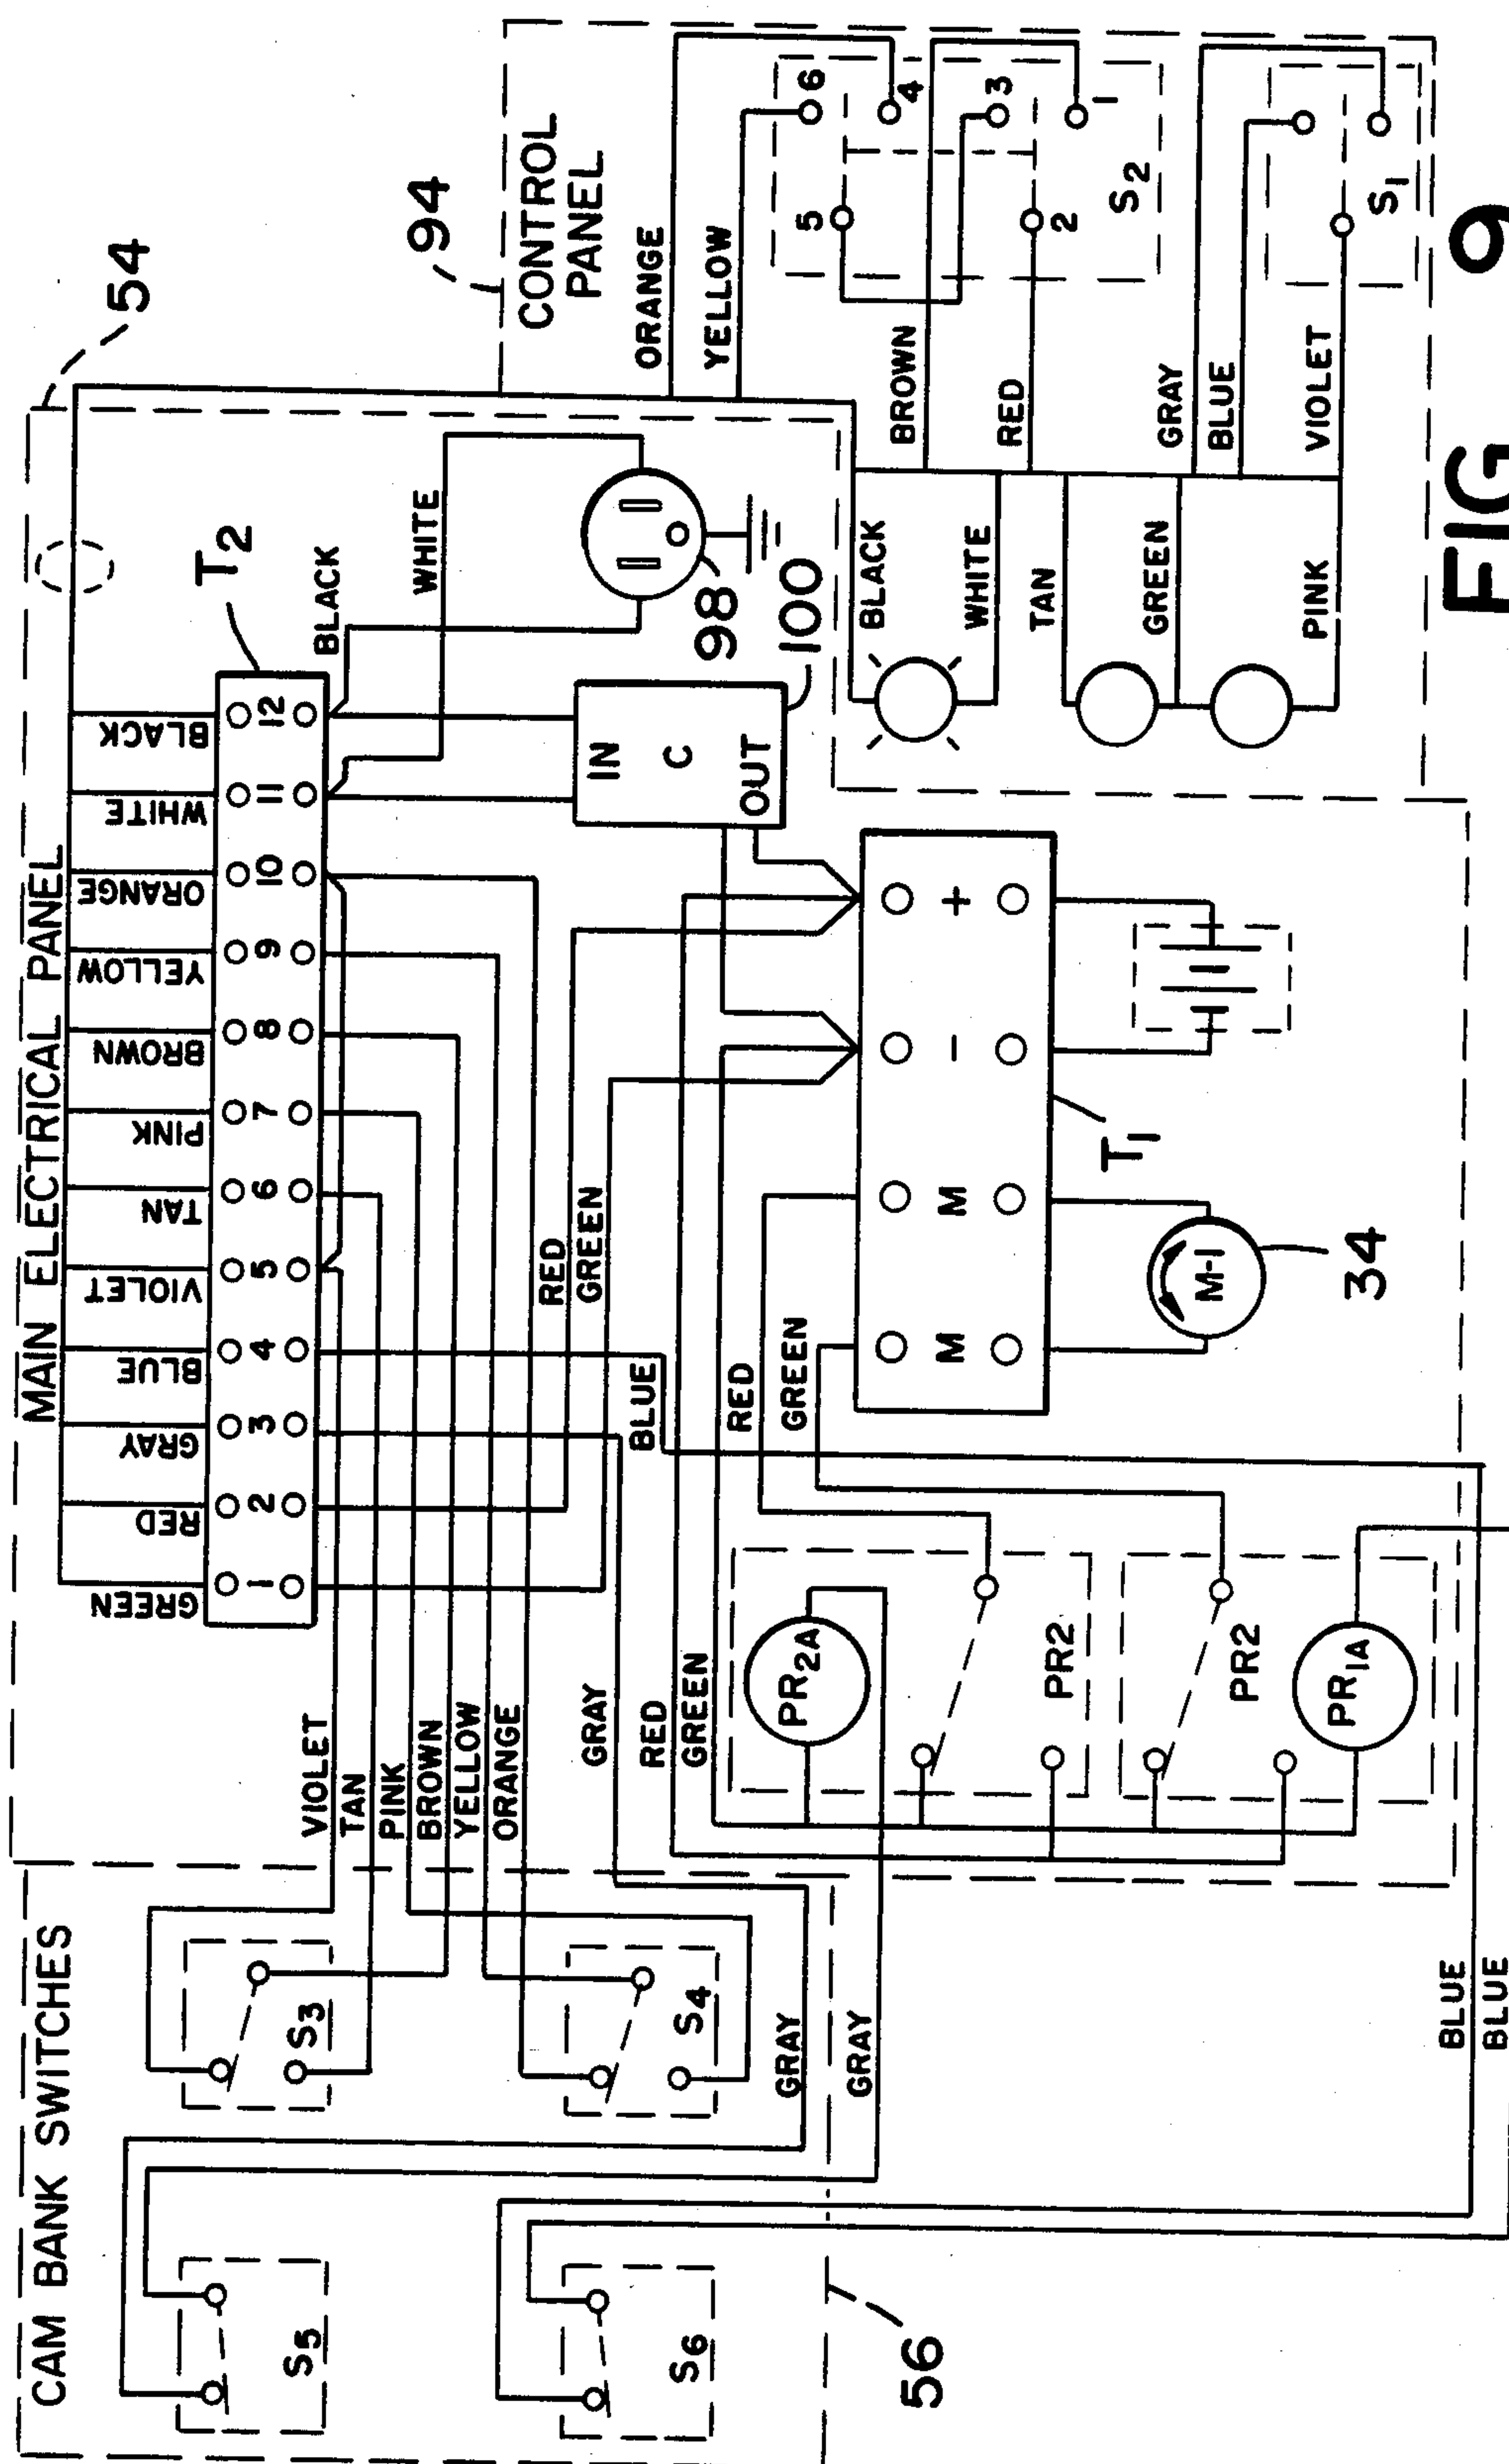 CAM BANK SWITCHES
MAIN ELECTRICAL PANEL
54
94
CONTROL
PANEL
GREEN
RED
GRAY
BLUE
VIOLET
TAN
PINK
BROWN
YELLOW
ORANGE
WHITE
BLACK
1 2 3 4 5 6 7 8 9 10 11 12
T2
BLACK
WHITE
98
IN
C
OUT
100
VIOLET
TAN
PINK
BROWN
YELLOW
ORANGE
RED
GREEN
GRAY
RED
GREEN
BLUE
RED
GREEN
M M - +
T1
M-1
34
S3
S4
S5
S6
GRAY
GRAY
56
PR2A
PR2
PR2
PR1A
BLUE
BLUE
ORANGE
YELLOW
BROWN
RED
GRAY
BLUE
VIOLET
5
6
4
3
2
1
S2
S1
BLACK
WHITE
TAN
GREEN
PINK
FIG 9